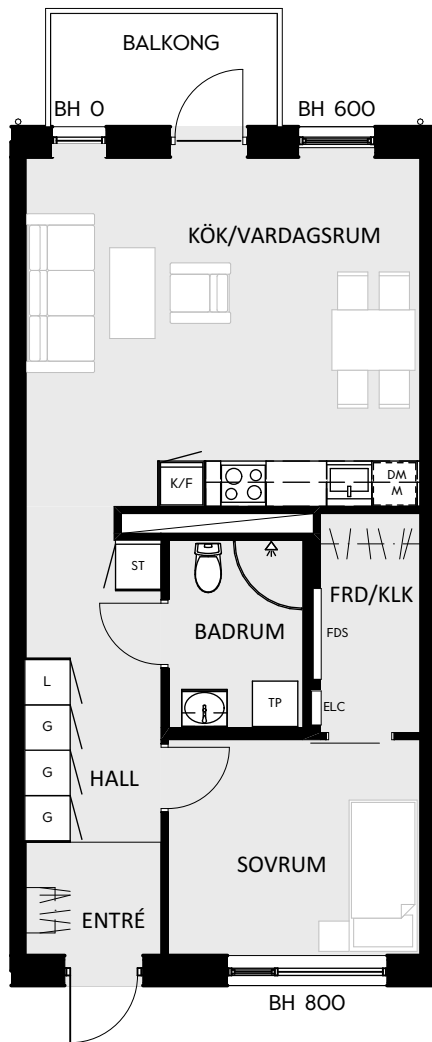 BALKONG
BH 0
BH 600
KÖK/VARDAGSRUM
K/F
DM
M
ST
FRD/KLK
BADRUM
FDS
L
TP
ELC
G
G
HALL
G
SOVRUM
ENTRÉ
BH 800